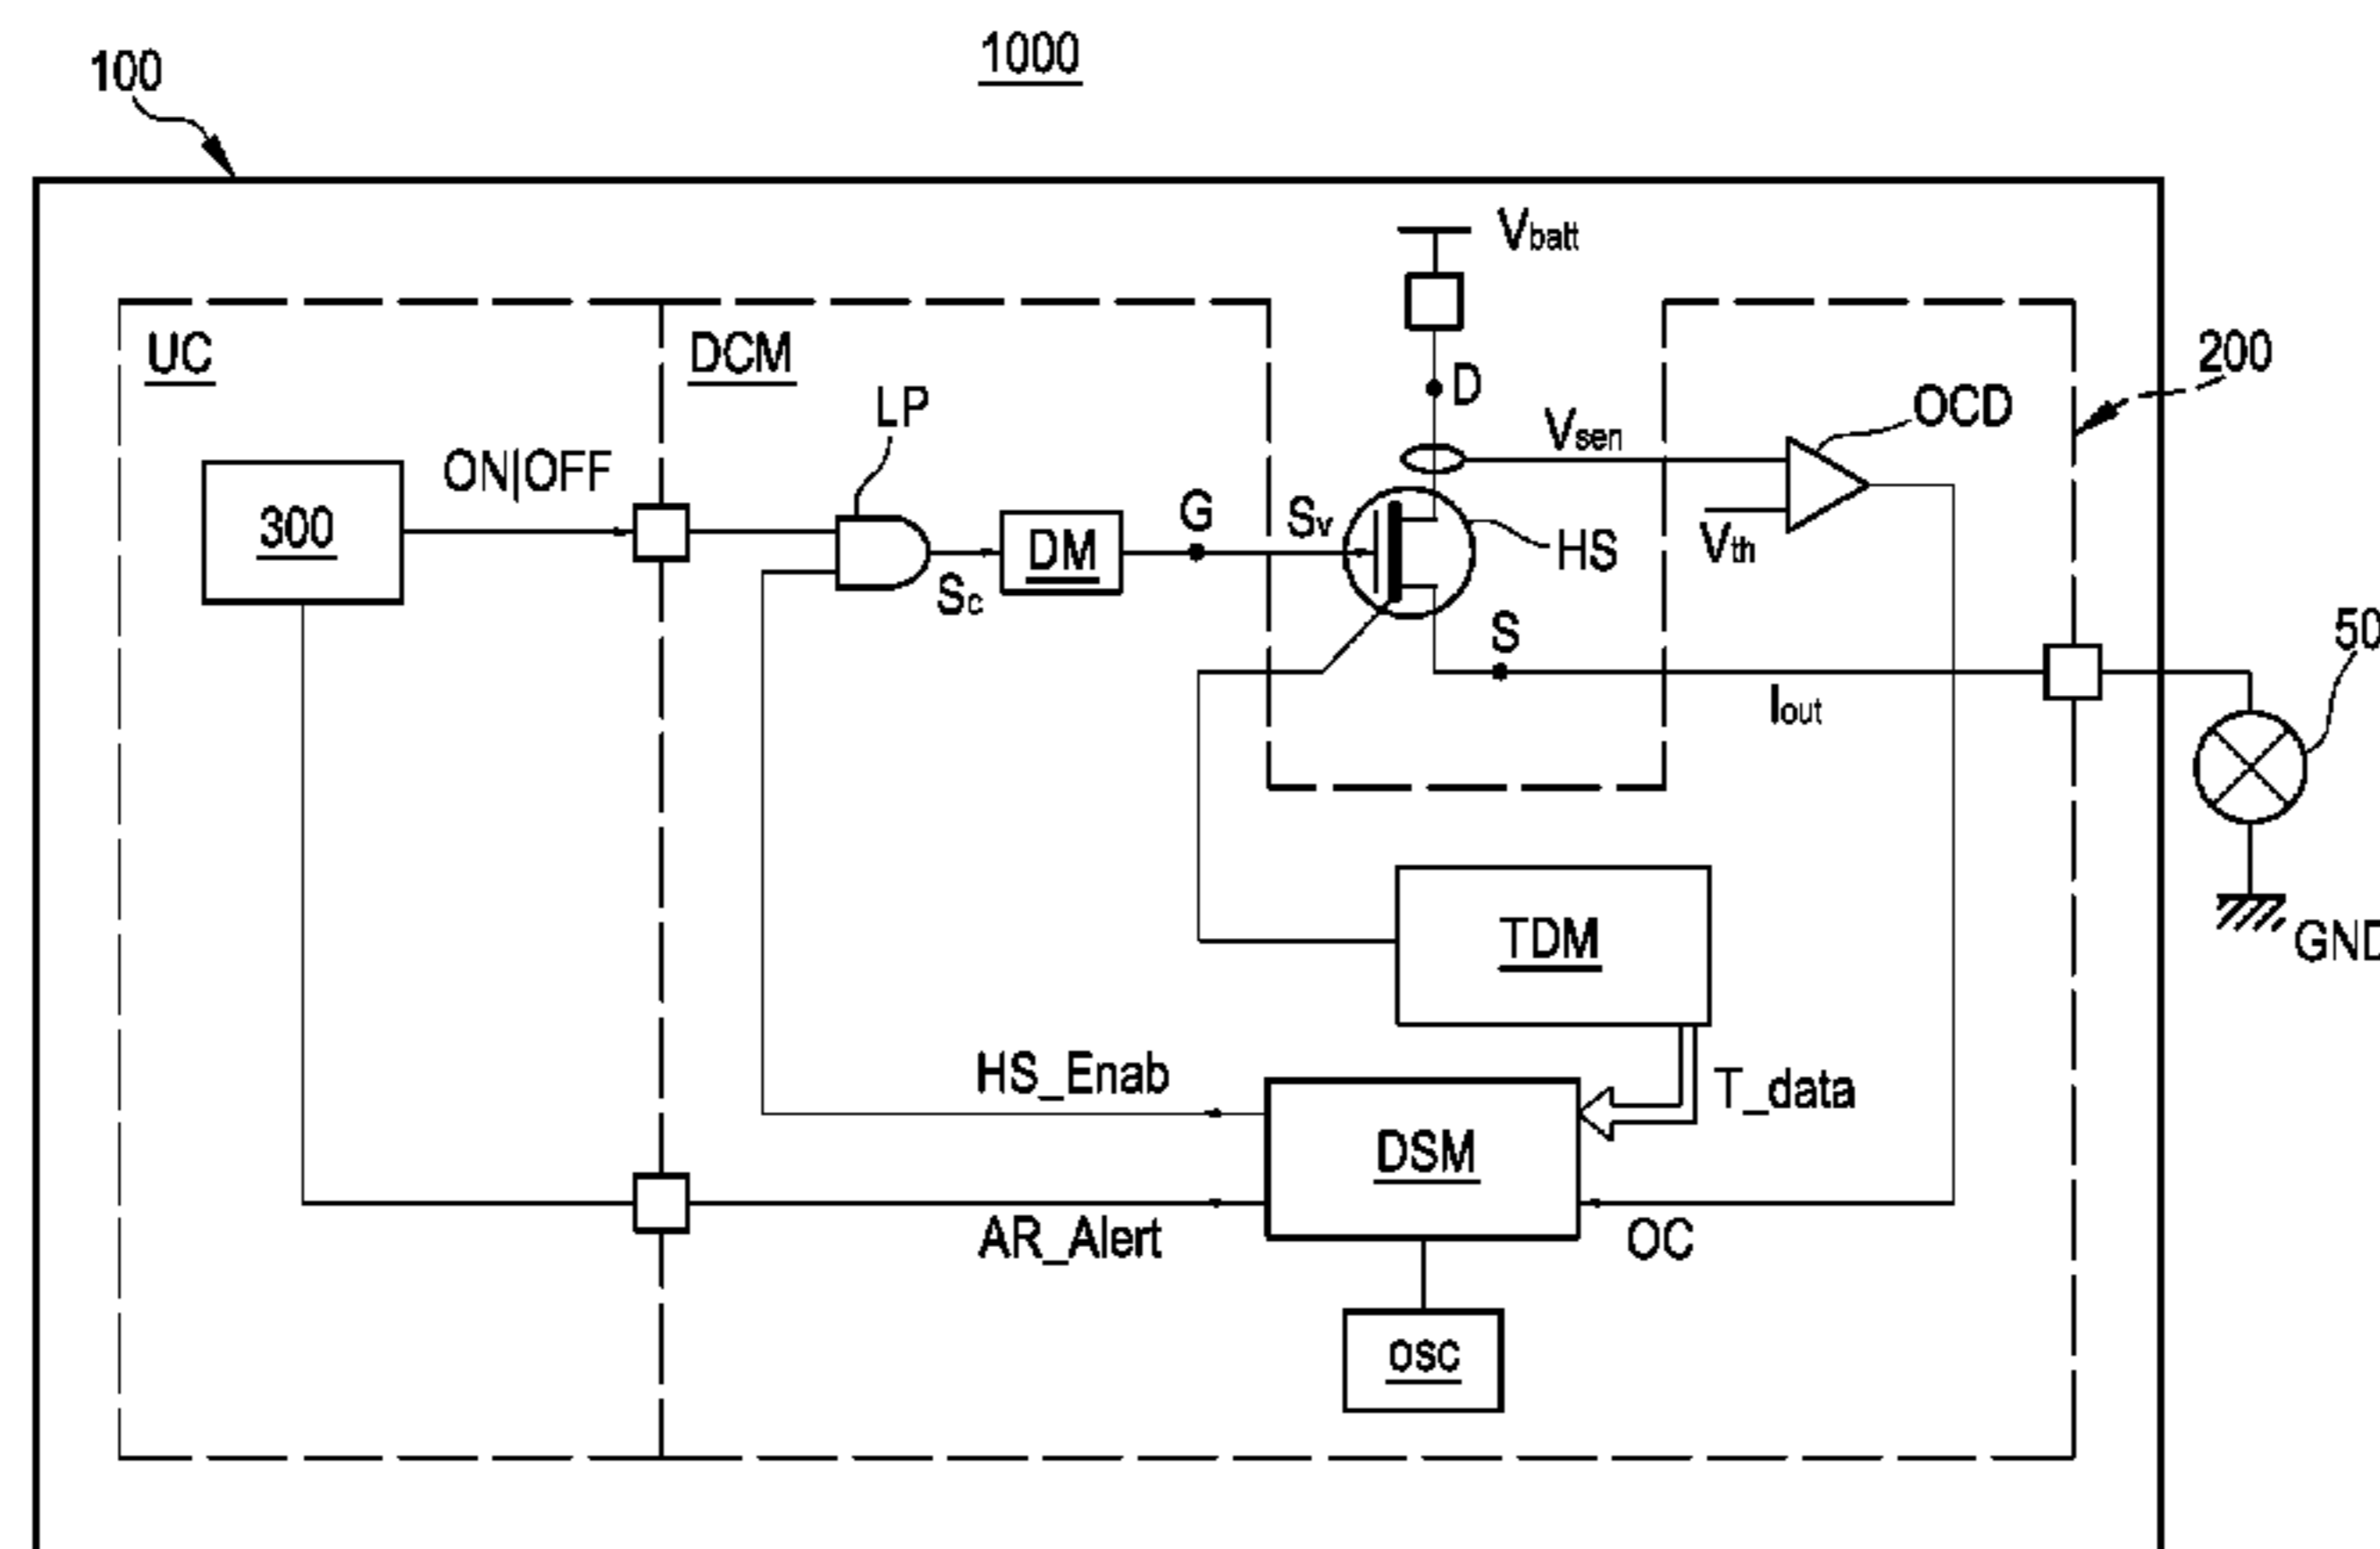 1000
100
Vbatt
UC
DCM
200
LP
D
OCD
Vsen
ON|OFF
300
G
Sv
DM
HS
Vth
Sc
S
50
Iout
TDM
GND
HS_Enab
T_data
DSM
AR_Alert
OC
osc